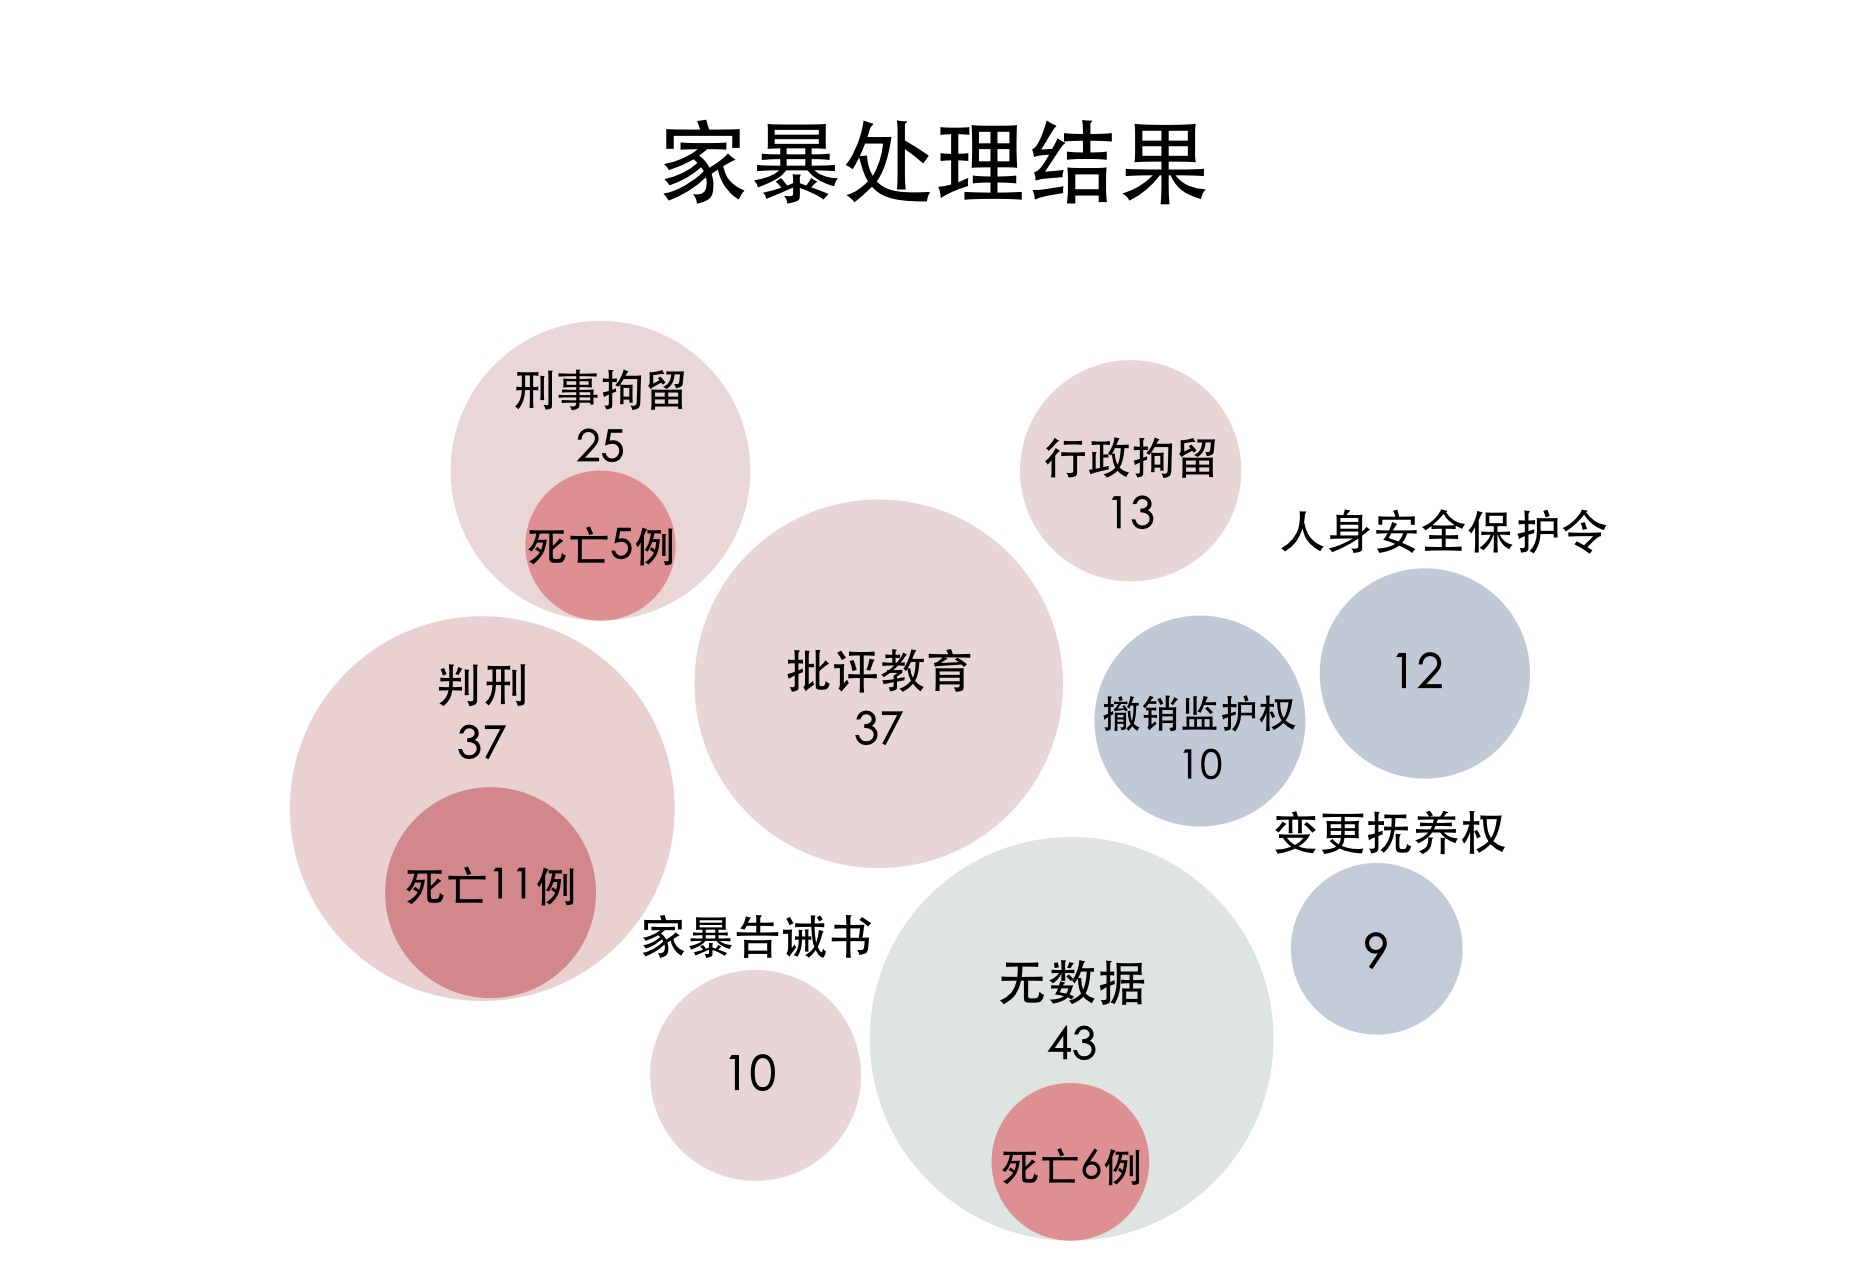 家暴处理结果
刑事拘留
25
死亡5例
行政拘留
13
人身安全保护令
12
判刑
37
死亡11例
批评教育
37
撤销监护权
10
变更抚养权
9
家暴告诫书
10
无数据
43
死亡6例